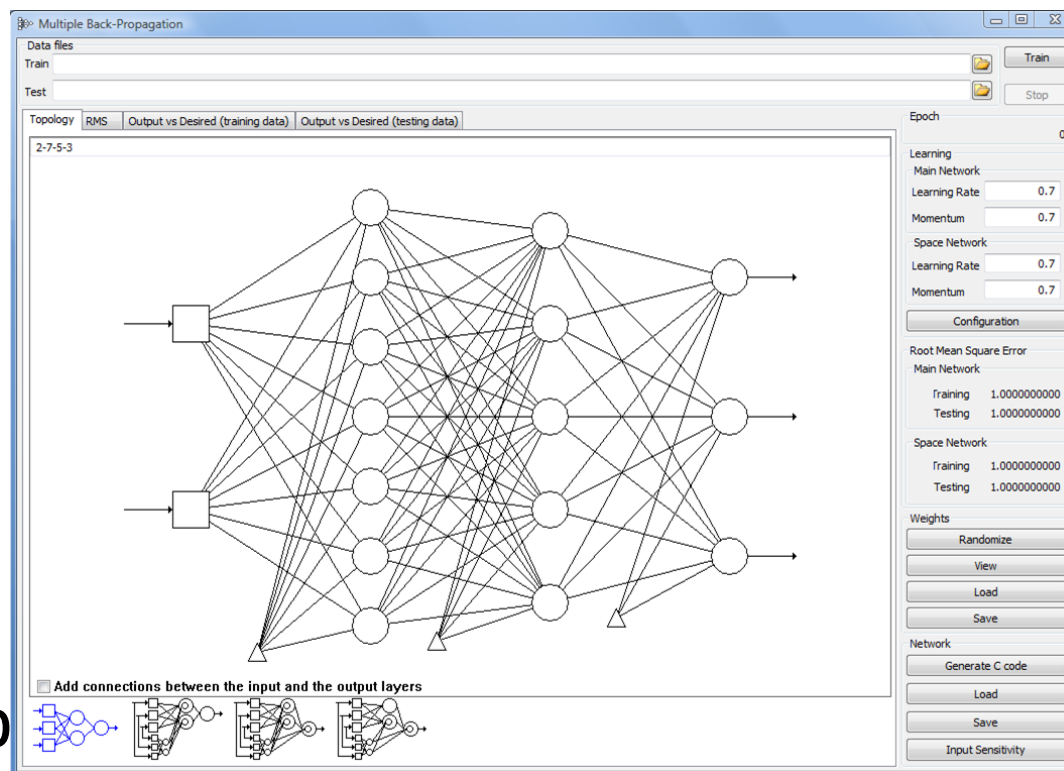 Multiple Back-Propagation
Data files
Train
Train
Test
Stop
Topology
RMS
Output vs Desired (training data)
Output vs Desired (testing data)
2-7-5-3
Add connections between the input and the output layers
Epoch
0
Learning
Main Network
Learning Rate 0.7
Momentum 0.7
Space Network
Learning Rate 0.7
Momentum 0.7
Configuration
Root Mean Square Error
Main Network
Training 1.0000000000
Testing 1.0000000000
Space Network
Training 1.0000000000
Testing 1.0000000000
Weights
Randomize
View
Load
Save
Network
Generate C code
Load
Save
Input Sensitivity